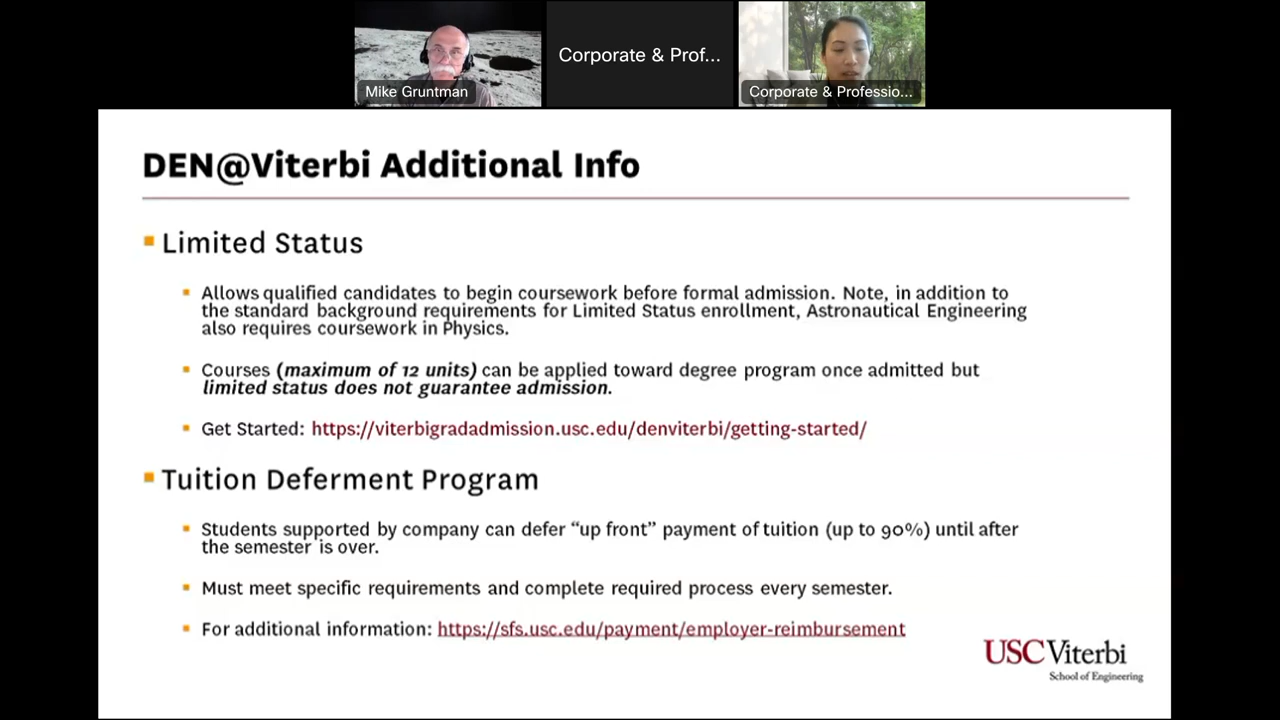 Mike Gruntman
Corporate & Prof...
Corporate & Professio...
DEN@Viterbi Additional Info
Limited Status
Allows qualified candidates to begin coursework before formal admission. Note, in addition to
the standard background requirements for Limited Status enrollment, Astronautical Engineering
also requires coursework in Physics.
Courses (maximum of 12 units) can be applied toward degree program once admitted but
limited status does not guarantee admission.
Get Started: https://viterbigradadmission.usc.edu/denviterbi/getting-started/
Tuition Deferment Program
Students supported by company can defer “up front” payment of tuition (up to 90%) until after
the semester is over.
Must meet specific requirements and complete required process every semester.
For additional information: https://sfs.usc.edu/payment/employer-reimbursement
USC Viterbi
School of Engineering